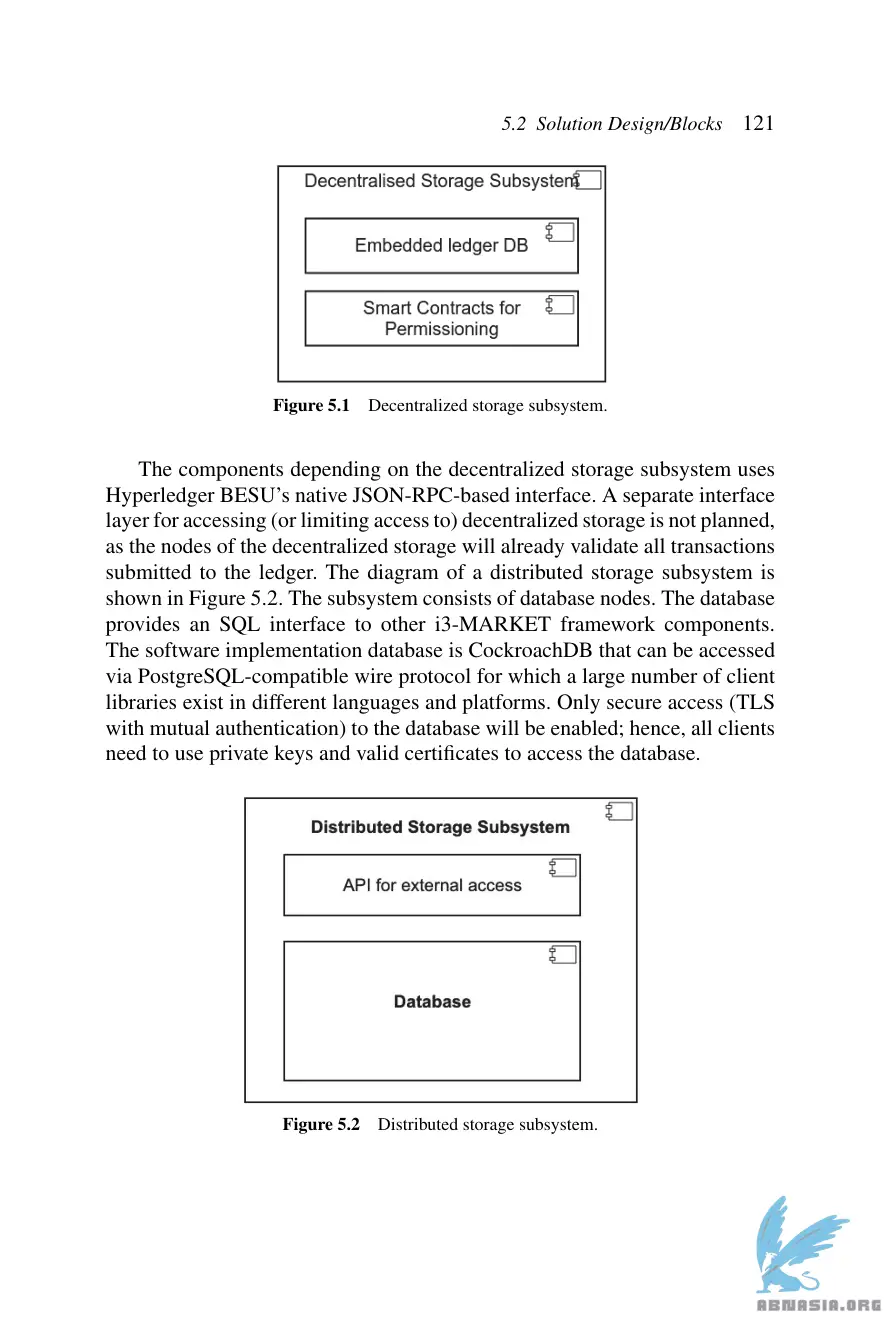 5.2 Solution Design/Blocks 121
Decentralised Storage Subsystem
Embedded ledger DB
Smart Contracts for
Permissioning
Figure 5.1 Decentralized storage subsystem.
The components depending on the decentralized storage subsystem uses
Hyperledger BESU’s native JSON-RPC-based interface. A separate interface
layer for accessing (or limiting access to) decentralized storage is not planned,
as the nodes of the decentralized storage will already validate all transactions
submitted to the ledger. The diagram of a distributed storage subsystem is
shown in Figure 5.2. The subsystem consists of database nodes. The database
provides an SQL interface to other i3-MARKET framework components.
The software implementation database is CockroachDB that can be accessed
via PostgreSQL-compatible wire protocol for which a large number of client
libraries exist in different languages and platforms. Only secure access (TLS
with mutual authentication) to the database will be enabled; hence, all clients
need to use private keys and valid certificates to access the database.
Distributed Storage Subsystem
API for external access
Database
Figure 5.2 Distributed storage subsystem.
ABNASIA.ORG